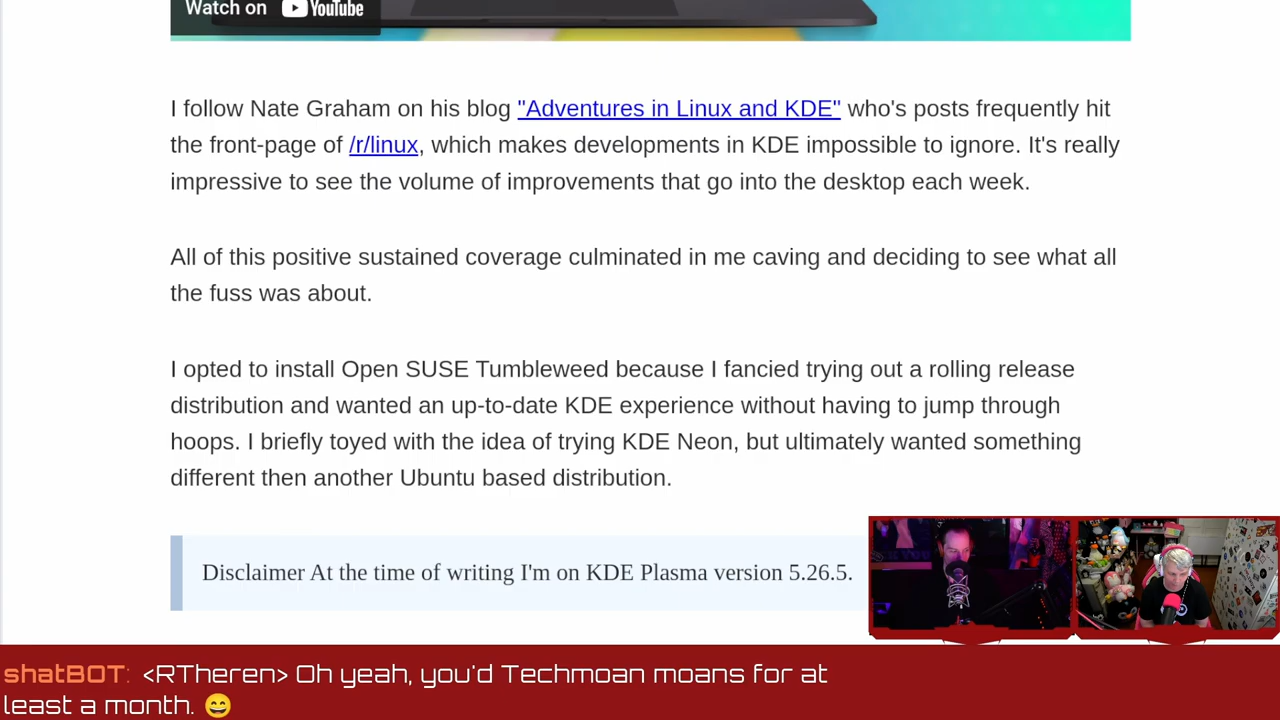 Watch on YouTube
I follow Nate Graham on his blog "Adventures in Linux and KDE" who's posts frequently hit
the front-page of /r/linux, which makes developments in KDE impossible to ignore. It's really
impressive to see the volume of improvements that go into the desktop each week.
All of this positive sustained coverage culminated in me caving and deciding to see what all
the fuss was about.
I opted to install Open SUSE Tumbleweed because I fancied trying out a rolling release
distribution and wanted an up-to-date KDE experience without having to jump through
hoops. I briefly toyed with the idea of trying KDE Neon, but ultimately wanted something
different then another Ubuntu based distribution.
Disclaimer At the time of writing I'm on KDE Plasma version 5.26.5.
shatBOT: <RTheren> Oh yeah, you'd Techmoan moans for at
least a month. 😄